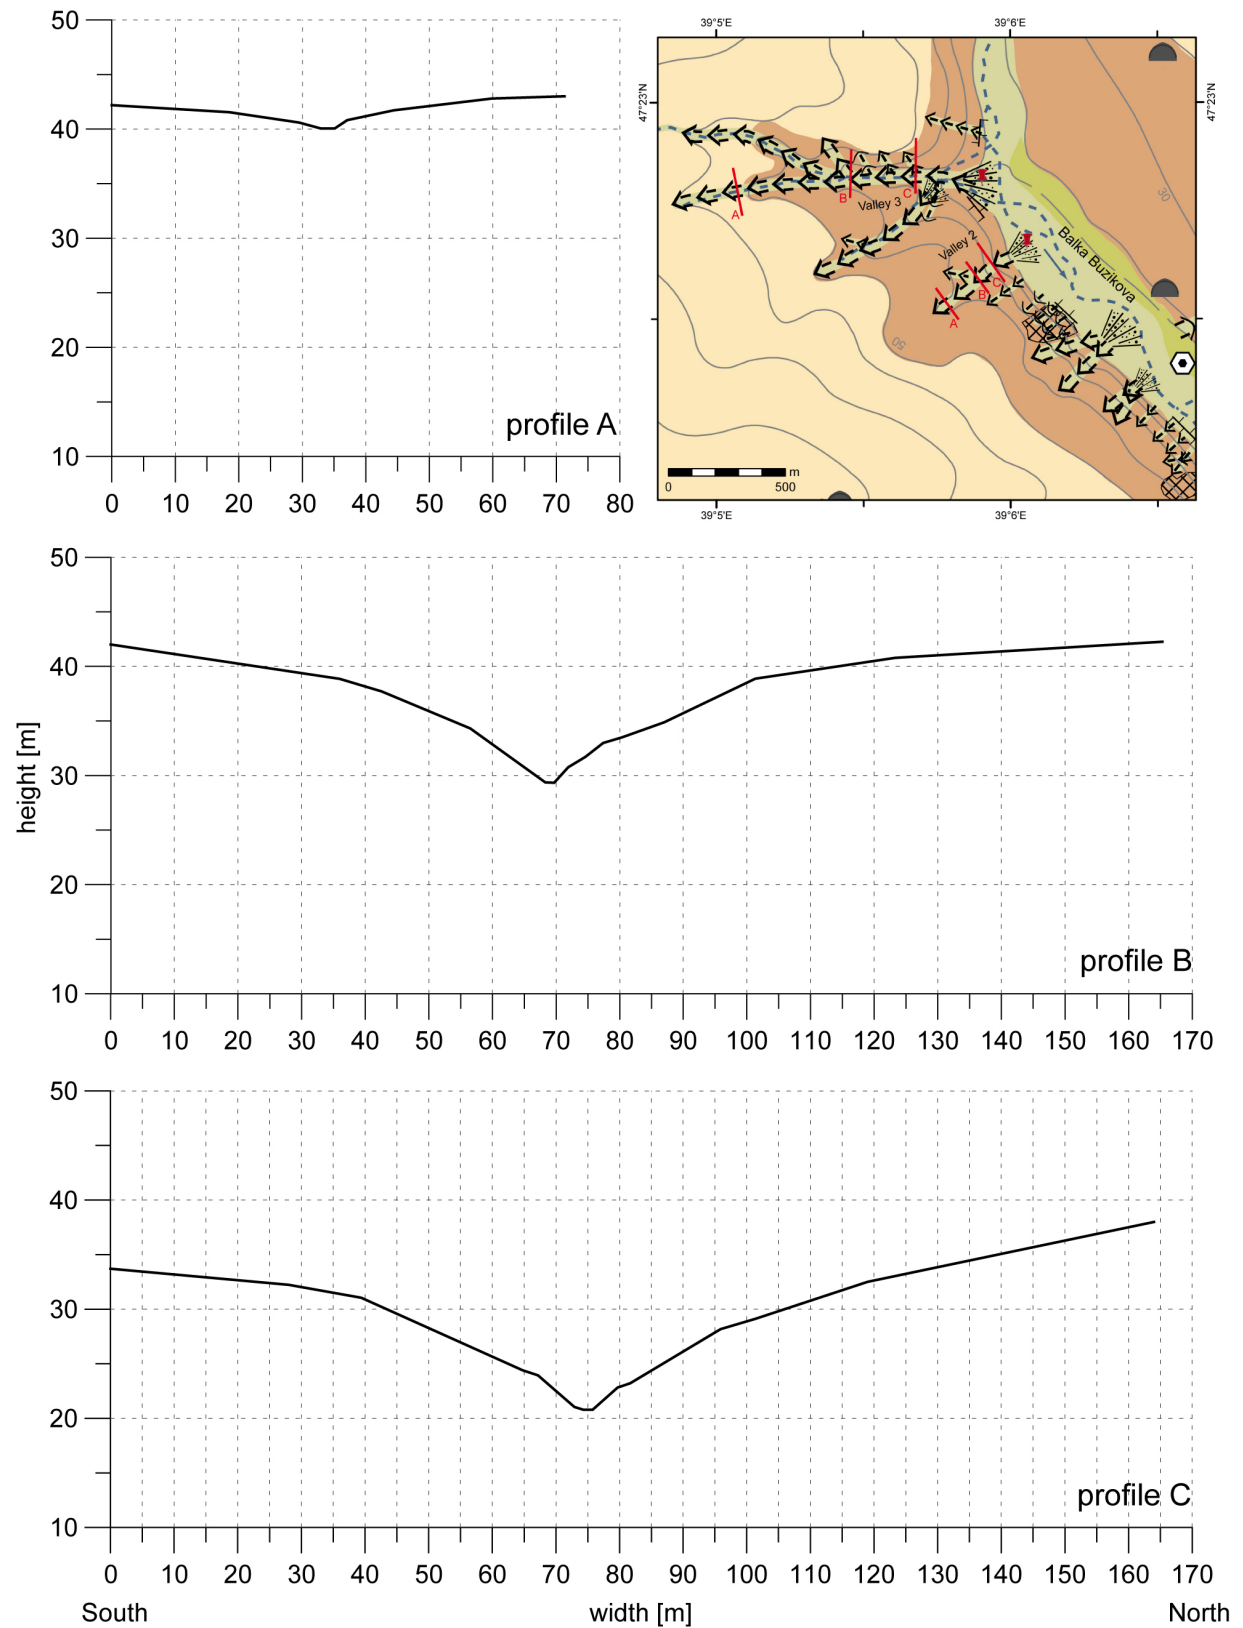 50
40
30
20
10
0 10 20 30 40 50 60 70 80
profile A
39°5'E 39°6'E
47°23'N
47°23'N
30
A
B
C
Valley 3
Valley 2
A
B
C
Balka Buzikova
50
m
0 500
39°5'E 39°6'E
50
40
30
20
10
0 10 20 30 40 50 60 70 80 90 100 110 120 130 140 150 160 170
profile B
height [m]
50
40
30
20
10
0 10 20 30 40 50 60 70 80 90 100 110 120 130 140 150 160 170
profile C
South width [m] North